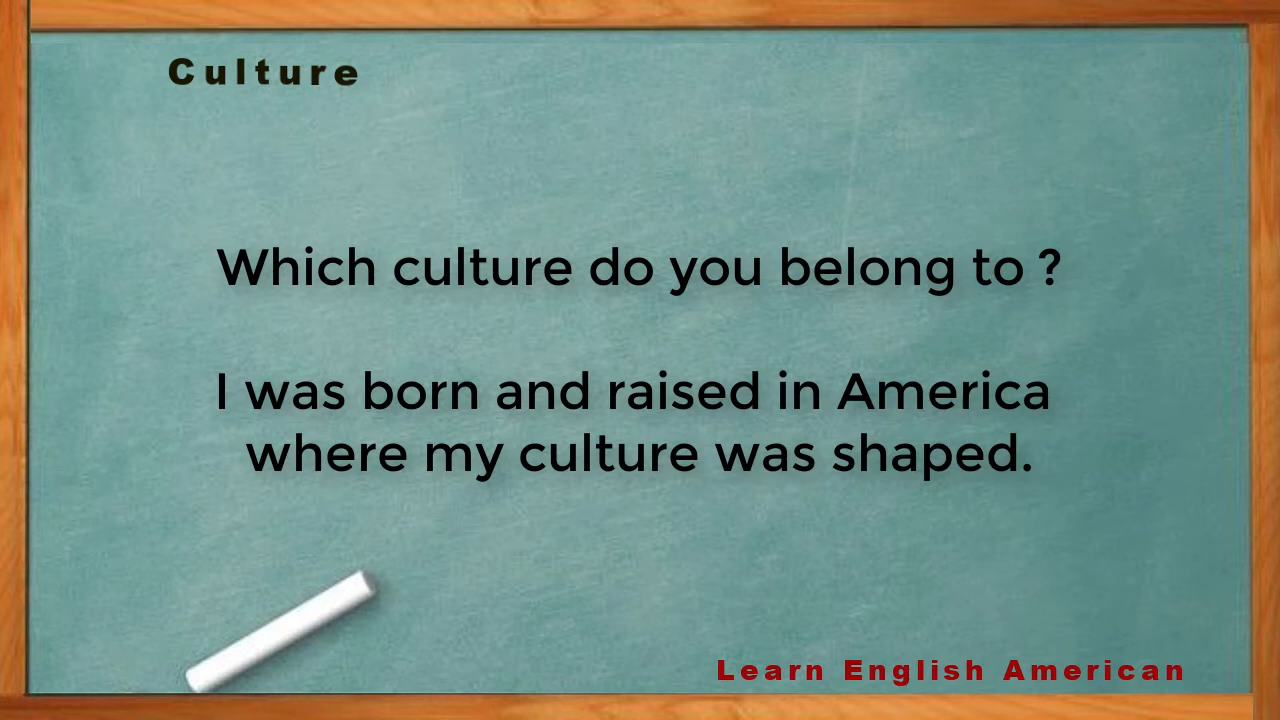 Culture
Which culture do you belong to ?
I was born and raised in America
where my culture was shaped.
Learn English American